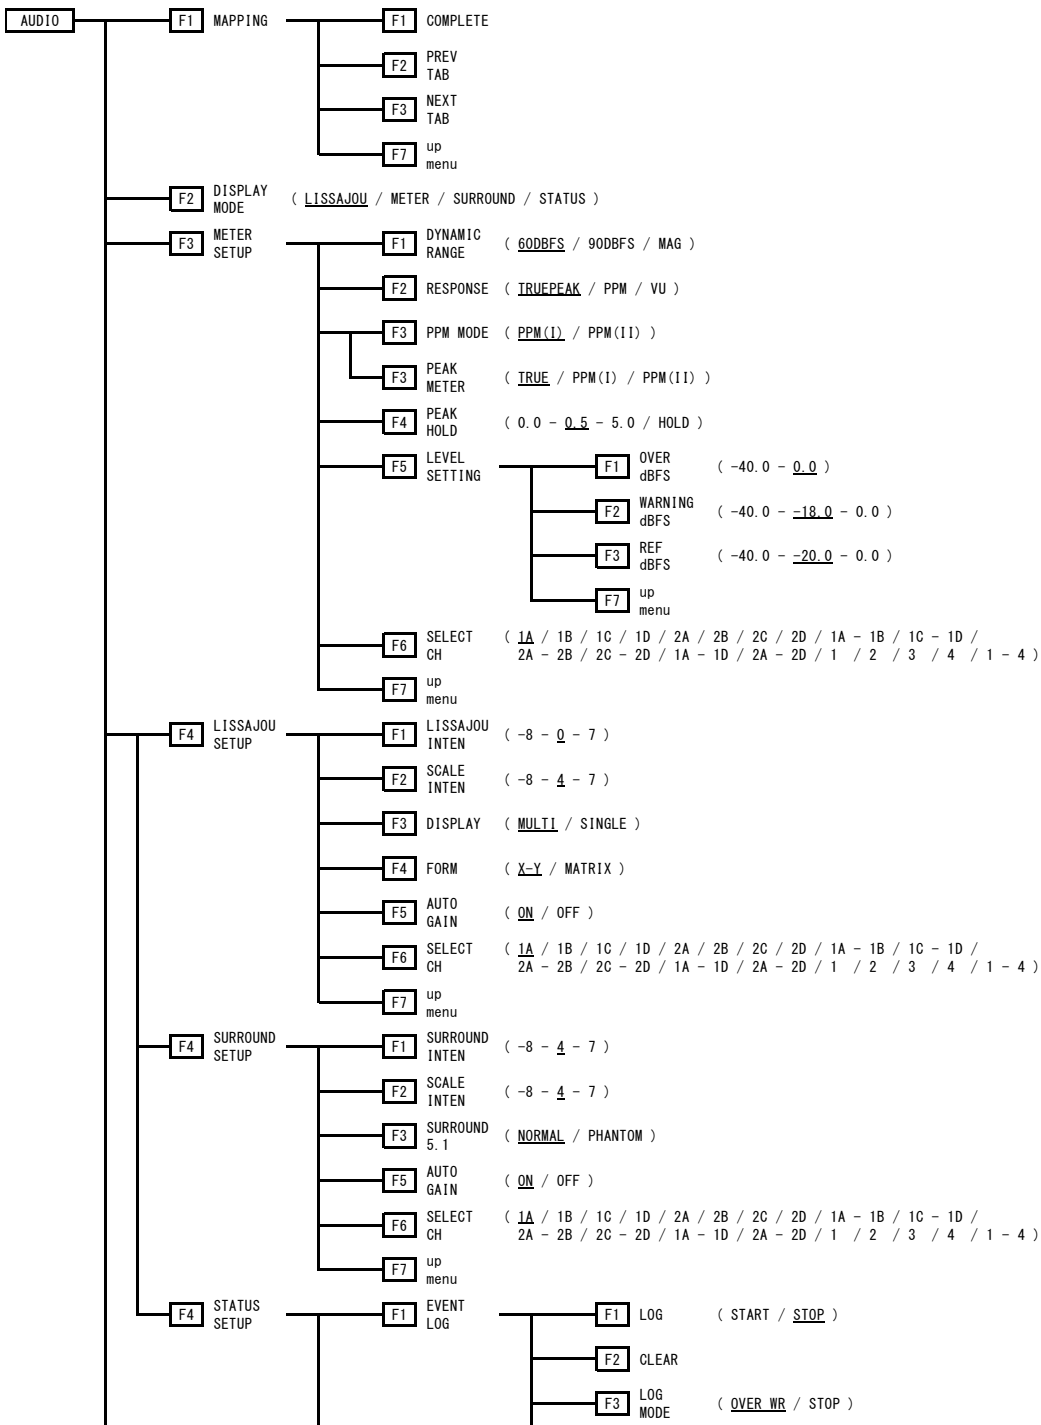 AUDIO F1 MAPPING F1 COMPLETE
F2 PREV
TAB
F3 NEXT
TAB
F7 up
menu
F2 DISPLAY
MODE ( LISSAJOU / METER / SURROUND / STATUS )
F3 METER
SETUP
F1 DYNAMIC
RANGE ( 60DBFS / 90DBFS / MAG )
F2 RESPONSE ( TRUEPEAK / PPM / VU )
F3 PPM MODE ( PPM(I) / PPM(II) )
F3 PEAK
METER ( TRUE / PPM(I) / PPM(II) )
F4 PEAK
HOLD ( 0.0 - 0.5 - 5.0 / HOLD )
F5 LEVEL
SETTING
F1 OVER
dBFS ( -40.0 - 0.0 )
F2 WARNING
dBFS ( -40.0 - -18.0 - 0.0 )
F3 REF
dBFS ( -40.0 - -20.0 - 0.0 )
F7 up
menu
F6 SELECT
CH
( 1A / 1B / 1C / 1D / 2A / 2B / 2C / 2D / 1A - 1B / 1C - 1D /
2A - 2B / 2C - 2D / 1A - 1D / 2A - 2D / 1 / 2 / 3 / 4 / 1 - 4 )
F7 up
menu
F4 LISSAJOU
SETUP
F1 LISSAJOU
INTEN ( -8 - 0 - 7 )
F2 SCALE
INTEN ( -8 - 4 - 7 )
F3 DISPLAY ( MULTI / SINGLE )
F4 FORM ( X-Y / MATRIX )
F5 AUTO
GAIN ( ON / OFF )
F6 SELECT
CH
( 1A / 1B / 1C / 1D / 2A / 2B / 2C / 2D / 1A - 1B / 1C - 1D /
2A - 2B / 2C - 2D / 1A - 1D / 2A - 2D / 1 / 2 / 3 / 4 / 1 - 4 )
F7 up
menu
F4 SURROUND
SETUP
F1 SURROUND
INTEN ( -8 - 4 - 7 )
F2 SCALE
INTEN ( -8 - 4 - 7 )
F3 SURROUND
5.1 ( NORMAL / PHANTOM )
F5 AUTO
GAIN ( ON / OFF )
F6 SELECT
CH
( 1A / 1B / 1C / 1D / 2A / 2B / 2C / 2D / 1A - 1B / 1C - 1D /
2A - 2B / 2C - 2D / 1A - 1D / 2A - 2D / 1 / 2 / 3 / 4 / 1 - 4 )
F7 up
menu
F4 STATUS
SETUP
F1 EVENT
LOG
F1 LOG ( START / STOP )
F2 CLEAR
F3 LOG
MODE ( OVER WR / STOP )